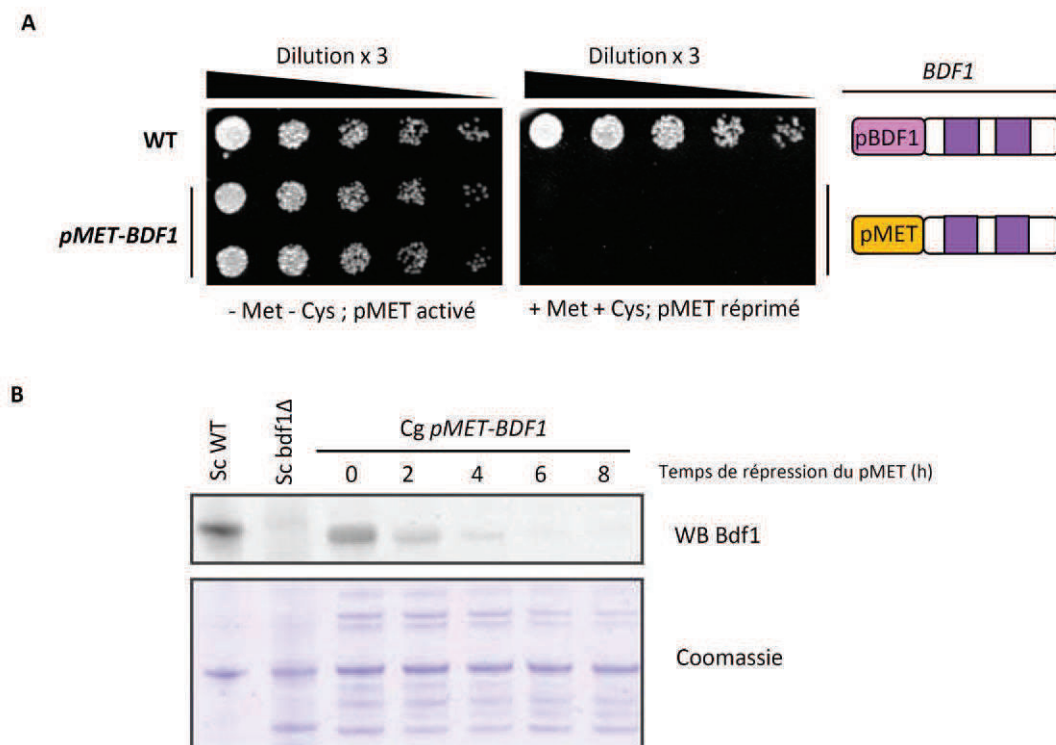 A
Dilution x 3
Dilution x 3
BDF1
WT
pBDF1
pMET-BDF1
pMET
- Met - Cys ; pMET activé
+ Met + Cys; pMET réprimé
B
Sc WT
Sc bdf1Δ
Cg pMET-BDF1
0 2 4 6 8
Temps de répression du pMET (h)
WB Bdf1
Coomassie